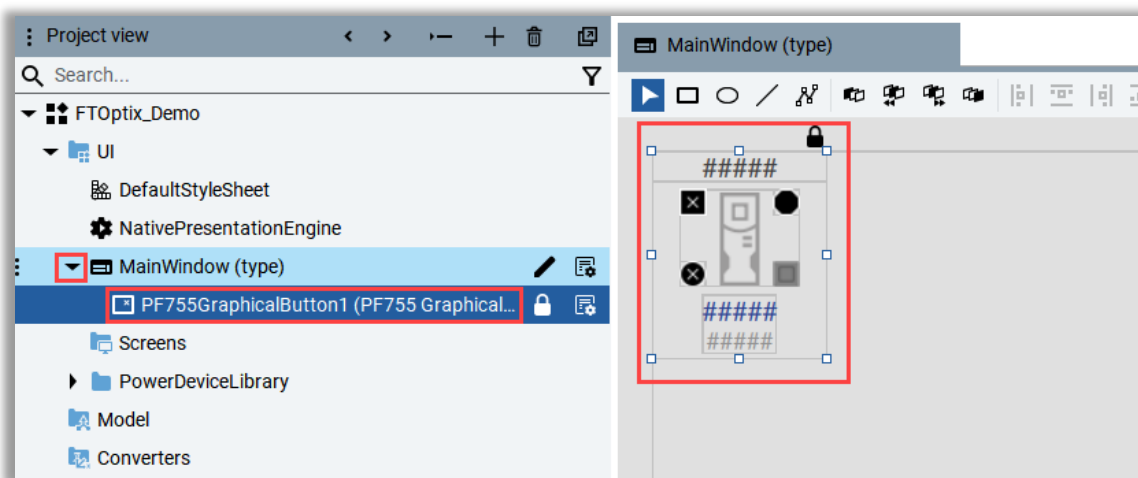 Project view
Search...
FTOptix_Demo
UI
DefaultStyleSheet
NativePresentationEngine
MainWindow (type)
PF755GraphicalButton1 (PF755 Graphical...
Screens
PowerDeviceLibrary
Model
Converters
MainWindow (type)
#####
#####
#####